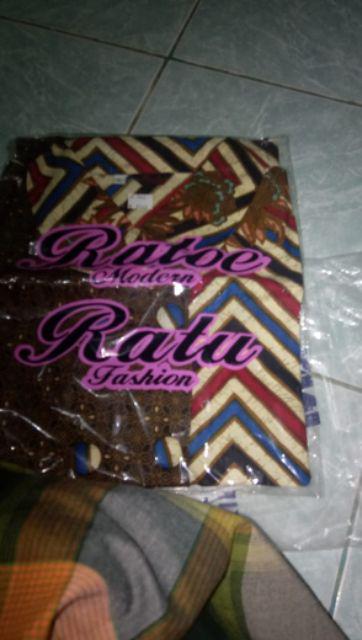 Ratoe
Modern
Ratu
Fashion